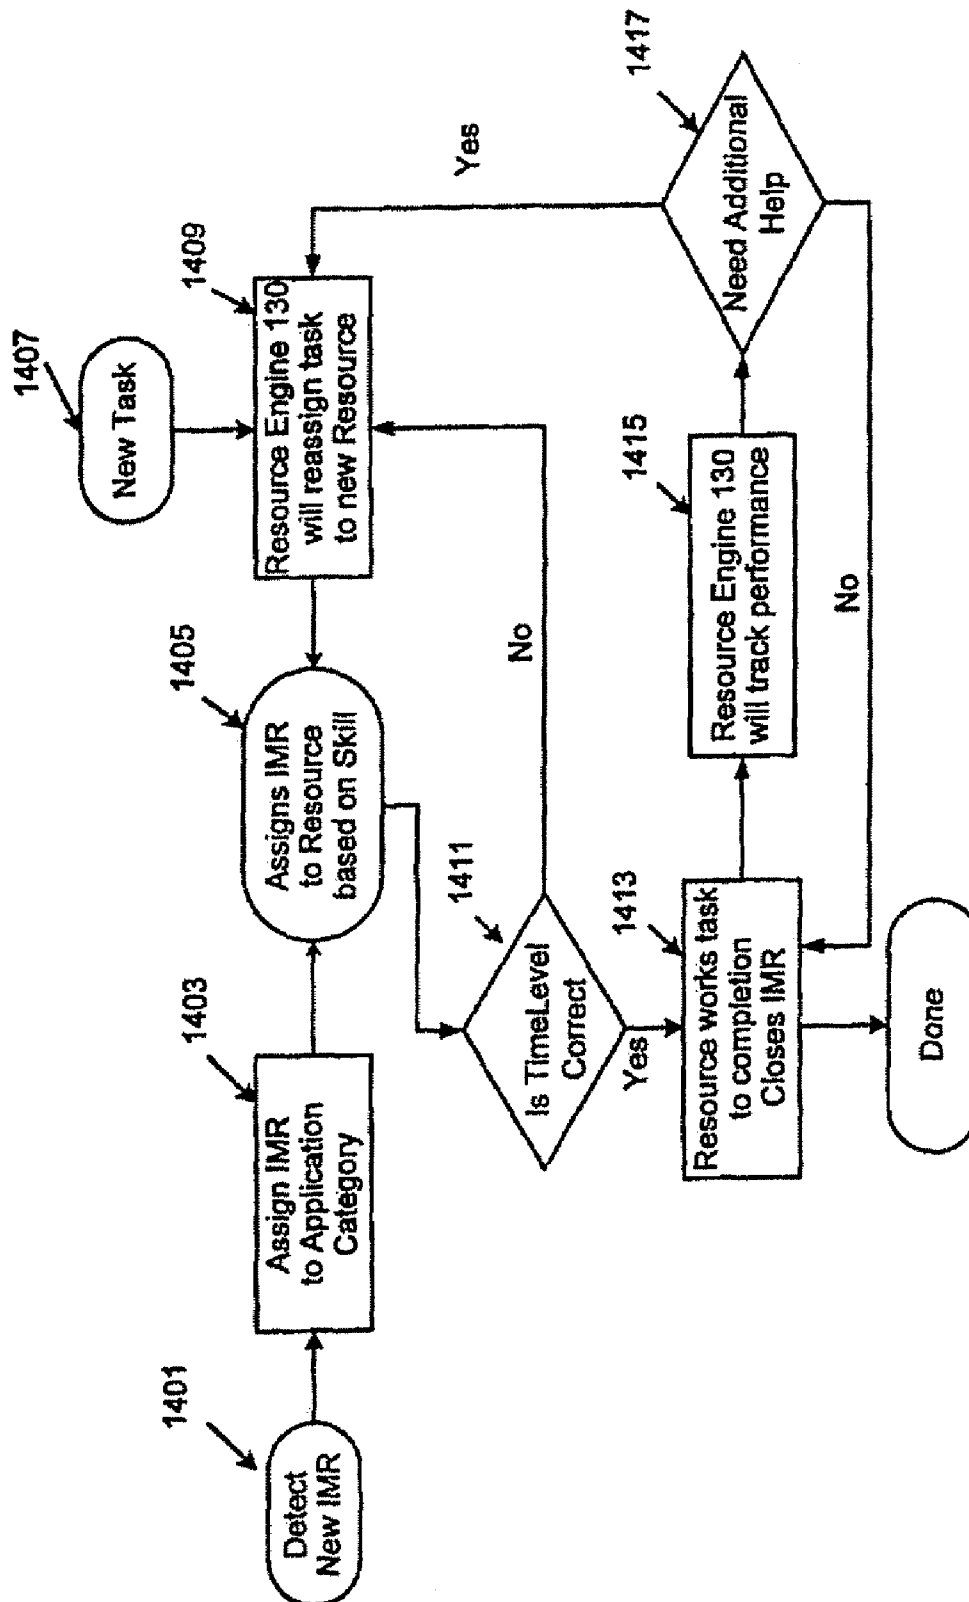 1401
Detect
New IMR
1403
Assign IMR
to Application
Category
1405
Assigns IMR
to Resource
based on Skill
1407
New Task
1409
Resource Engine 130
will reassign task
to new Resource
1411
Is TimeLevel
Correct
No
Yes
1413
Resource works task
to completion
Closes IMR
1415
Resource Engine 130
will track performance
1417
Need Additional
Help
Yes
No
Done